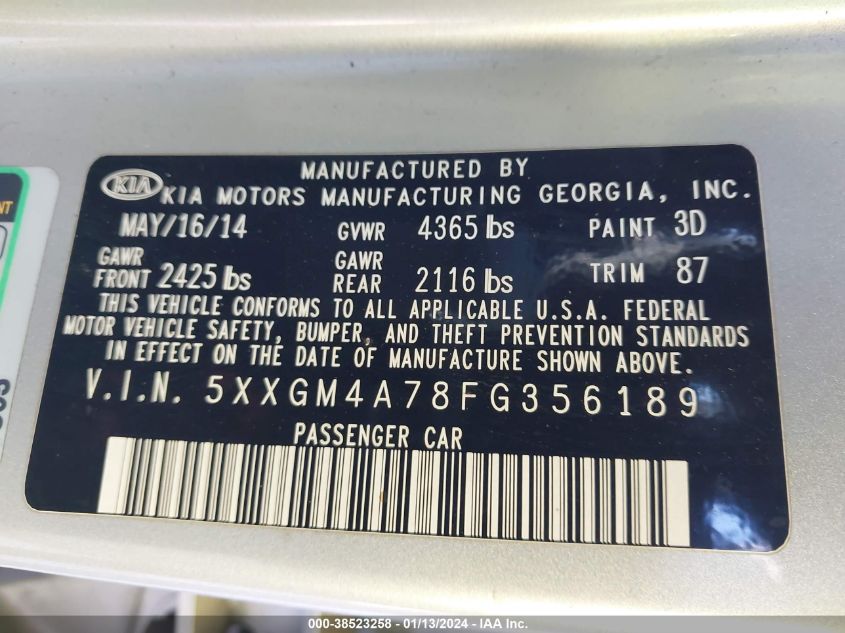 MANUFACTURED BY
KIA KIA MOTORS MANUFACTURING GEORGIA, INC.
MAY/16/14 GVWR 4365 lbs PAINT 3D
GAWR FRONT 2425 lbs GAWR REAR 2116 lbs TRIM 87
THIS VEHICLE CONFORMS TO ALL APPLICABLE U.S.A. FEDERAL
MOTOR VEHICLE SAFETY, BUMPER, AND THEFT PREVENTION STANDARDS
IN EFFECT ON THE DATE OF MANUFACTURE SHOWN ABOVE.
V.I.N. 5XXGM4A78FG356189
PASSENGER CAR
000-38523258 - 01/13/2024 - IAA Inc.